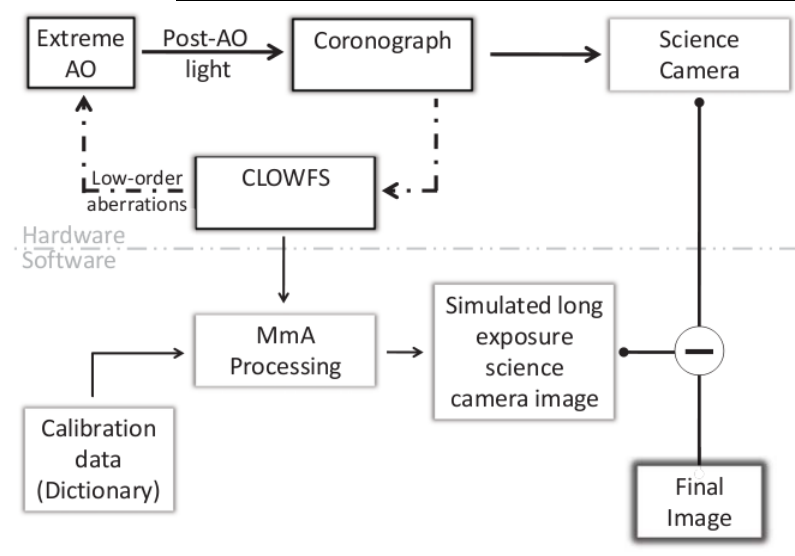 Extreme
AO
Post-AO
light
Coronograph
Science
Camera
Low-order
aberrations
CLOWFS
Hardware
Software
MmA
Processing
Simulated long
exposure
science
camera image
Calibration
data
(Dictionary)
Final
Image